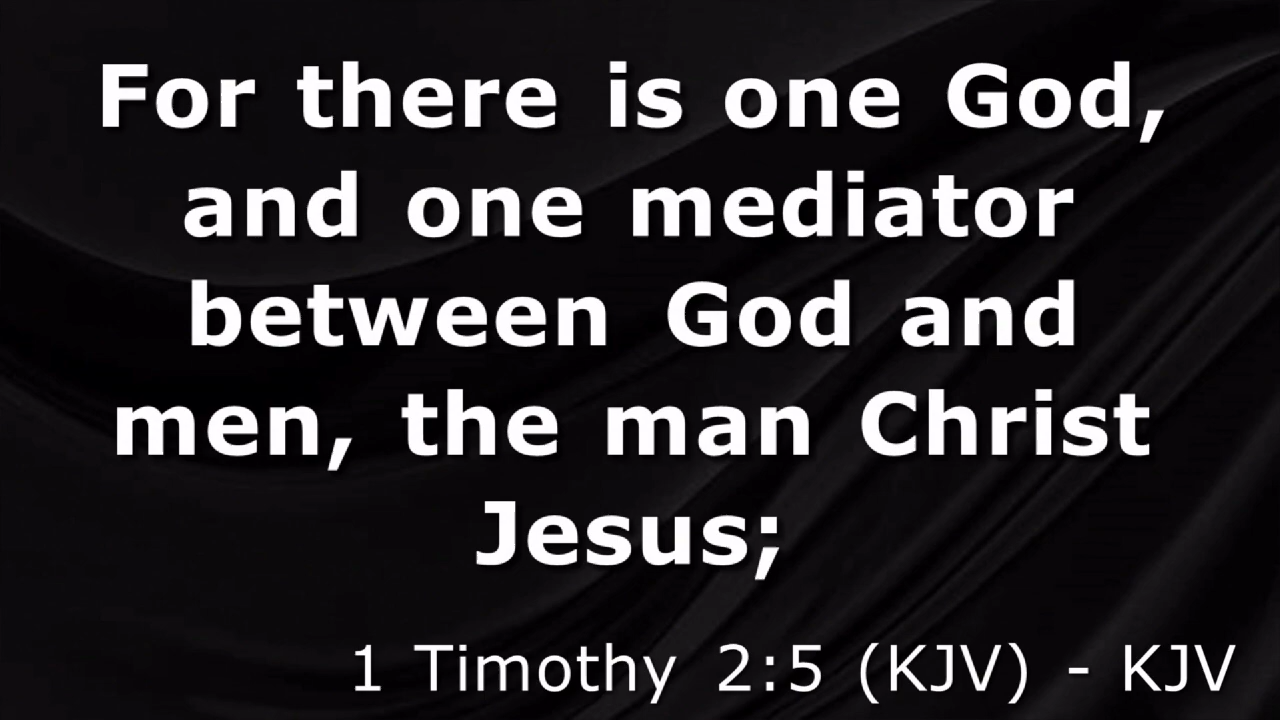 For there is one God,
and one mediator
between God and
men, the man Christ
Jesus;
1 Timothy 2:5 (KJV) - KJV